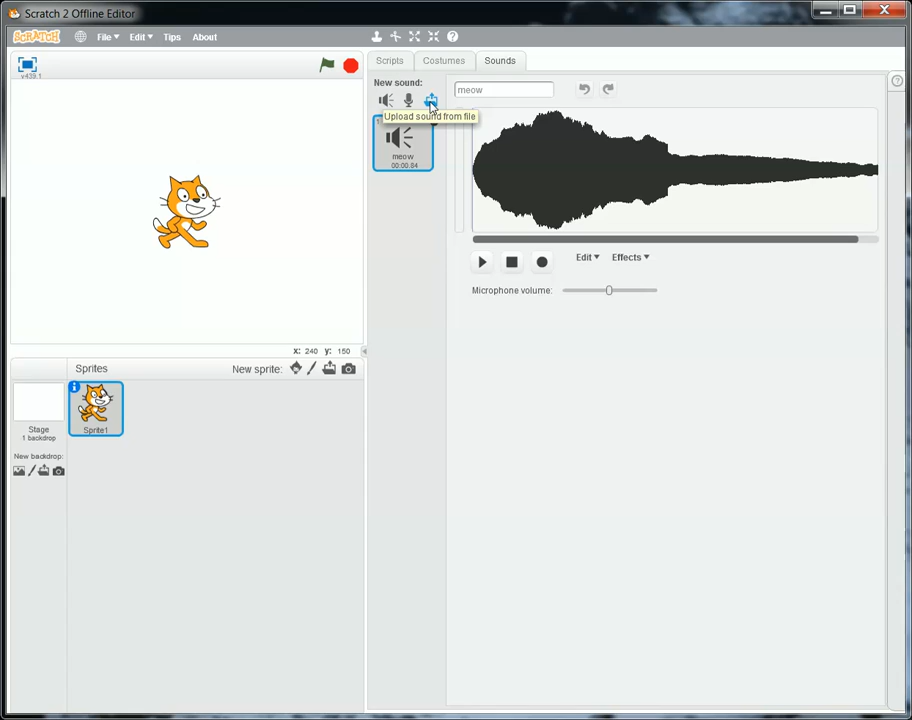 Scratch 2 Offline Editor
SCRATCH File Edit Tips About
v439.1
Scripts Costumes Sounds
New sound:
Upload sound from file
1
meow
00:00.84
meow
Edit Effects
Microphone volume:
x: 240 y: 150
Sprites New sprite:
Stage
1 backdrop
New backdrop:
Sprite1